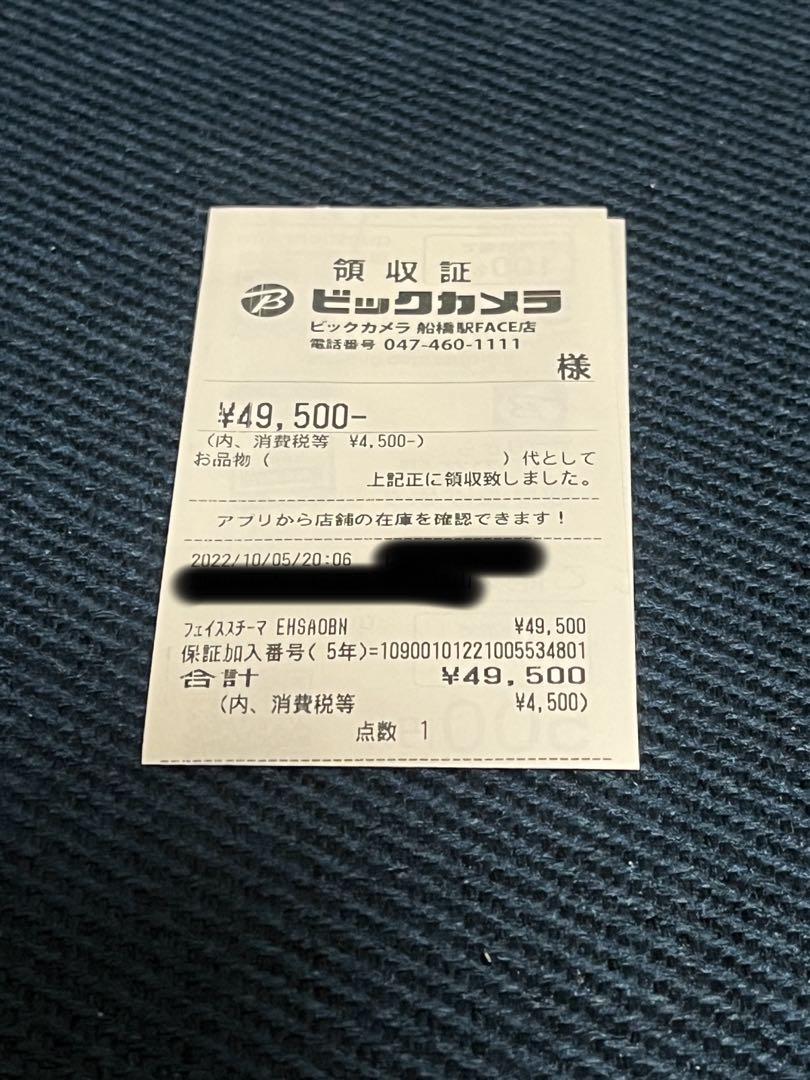 領収証
ビックカメラ
ビックカメラ 船橋駅FACE店
電話番号 047-460-1111
様
¥49,500-
(内、消費税等 ¥4,500-)
お品物 ( ) 代として
上記正に領収致しました。
アプリから店舗の在庫を確認できます!
2022/10/05/20:06
フェイススチーマ EHSA0BN ¥49,500
保証加入番号( 5年)=10900101221005534801
合計 ¥49,500
(内、消費税等 ¥4,500)
点数 1